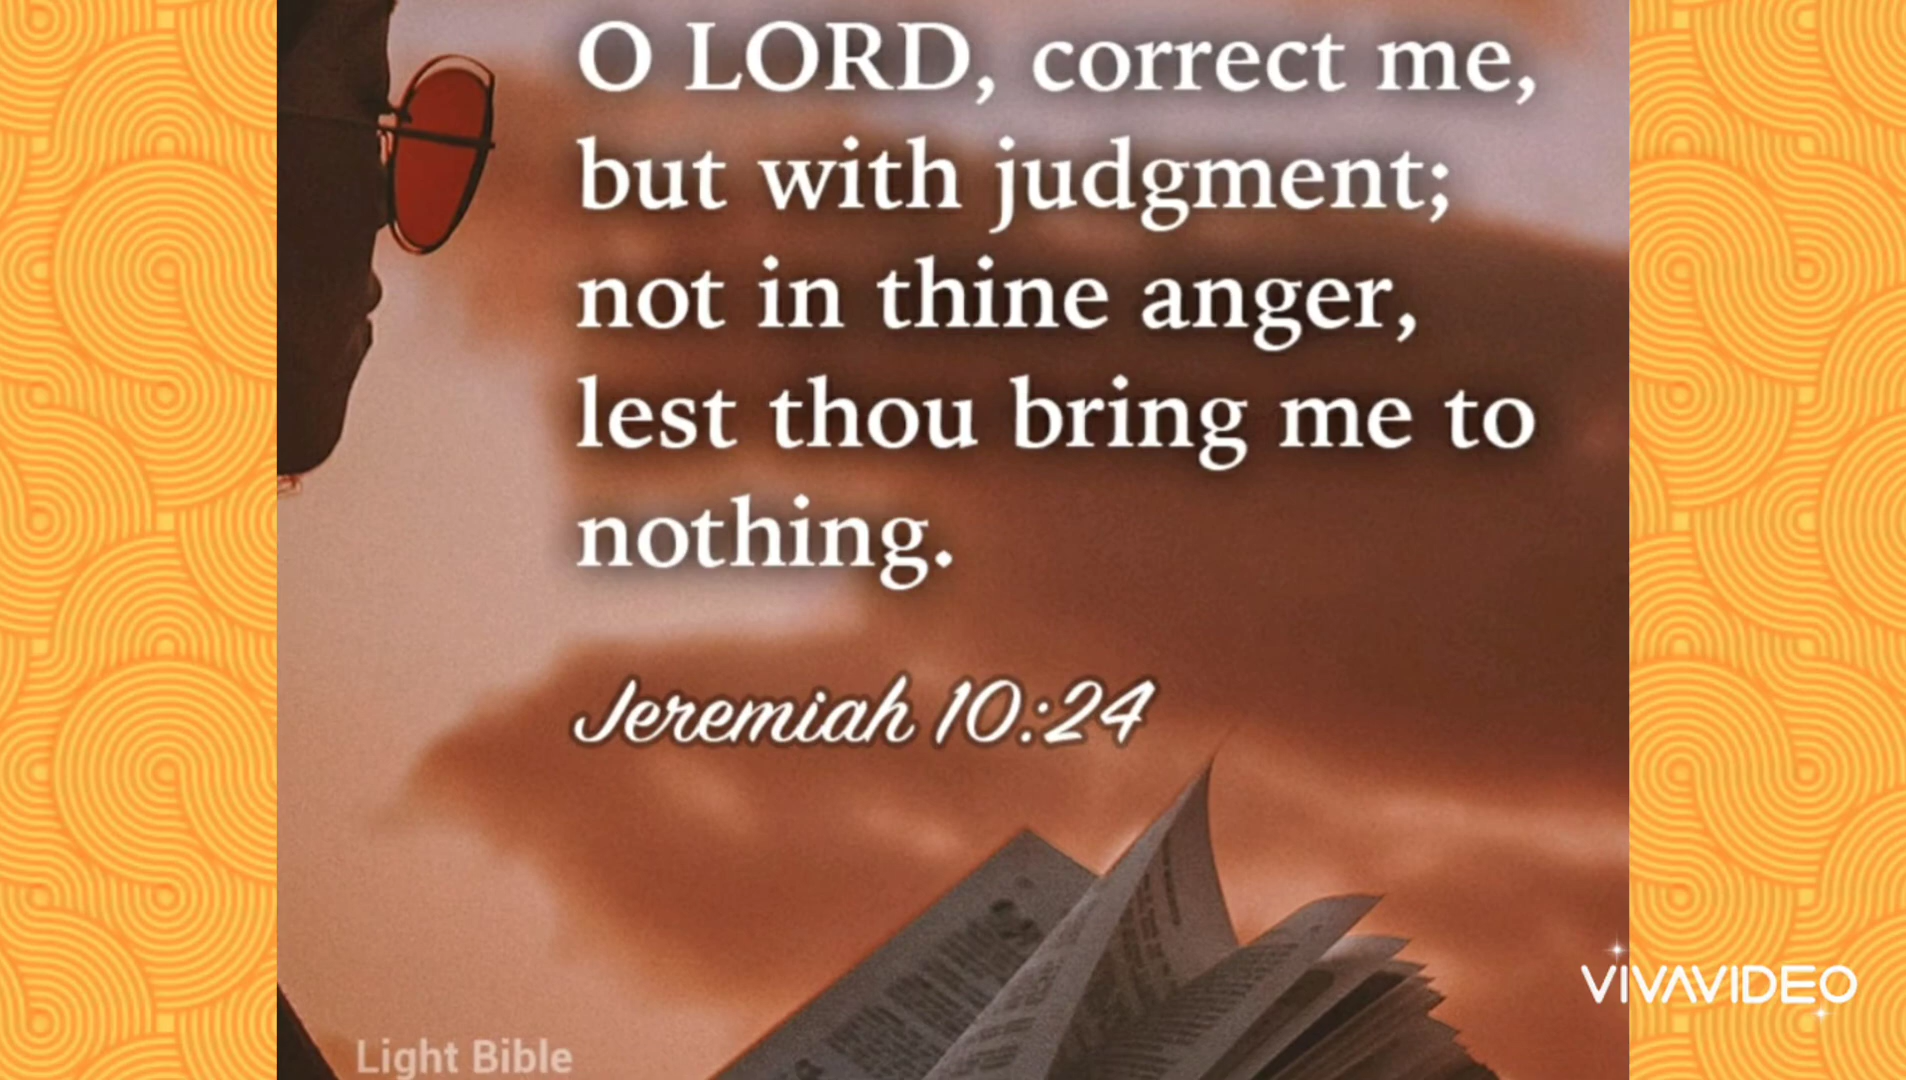 O LORD, correct me,
but with judgment;
not in thine anger,
lest thou bring me to
nothing.
Jeremiah 10:24
Light Bible
VIVAVIDEO